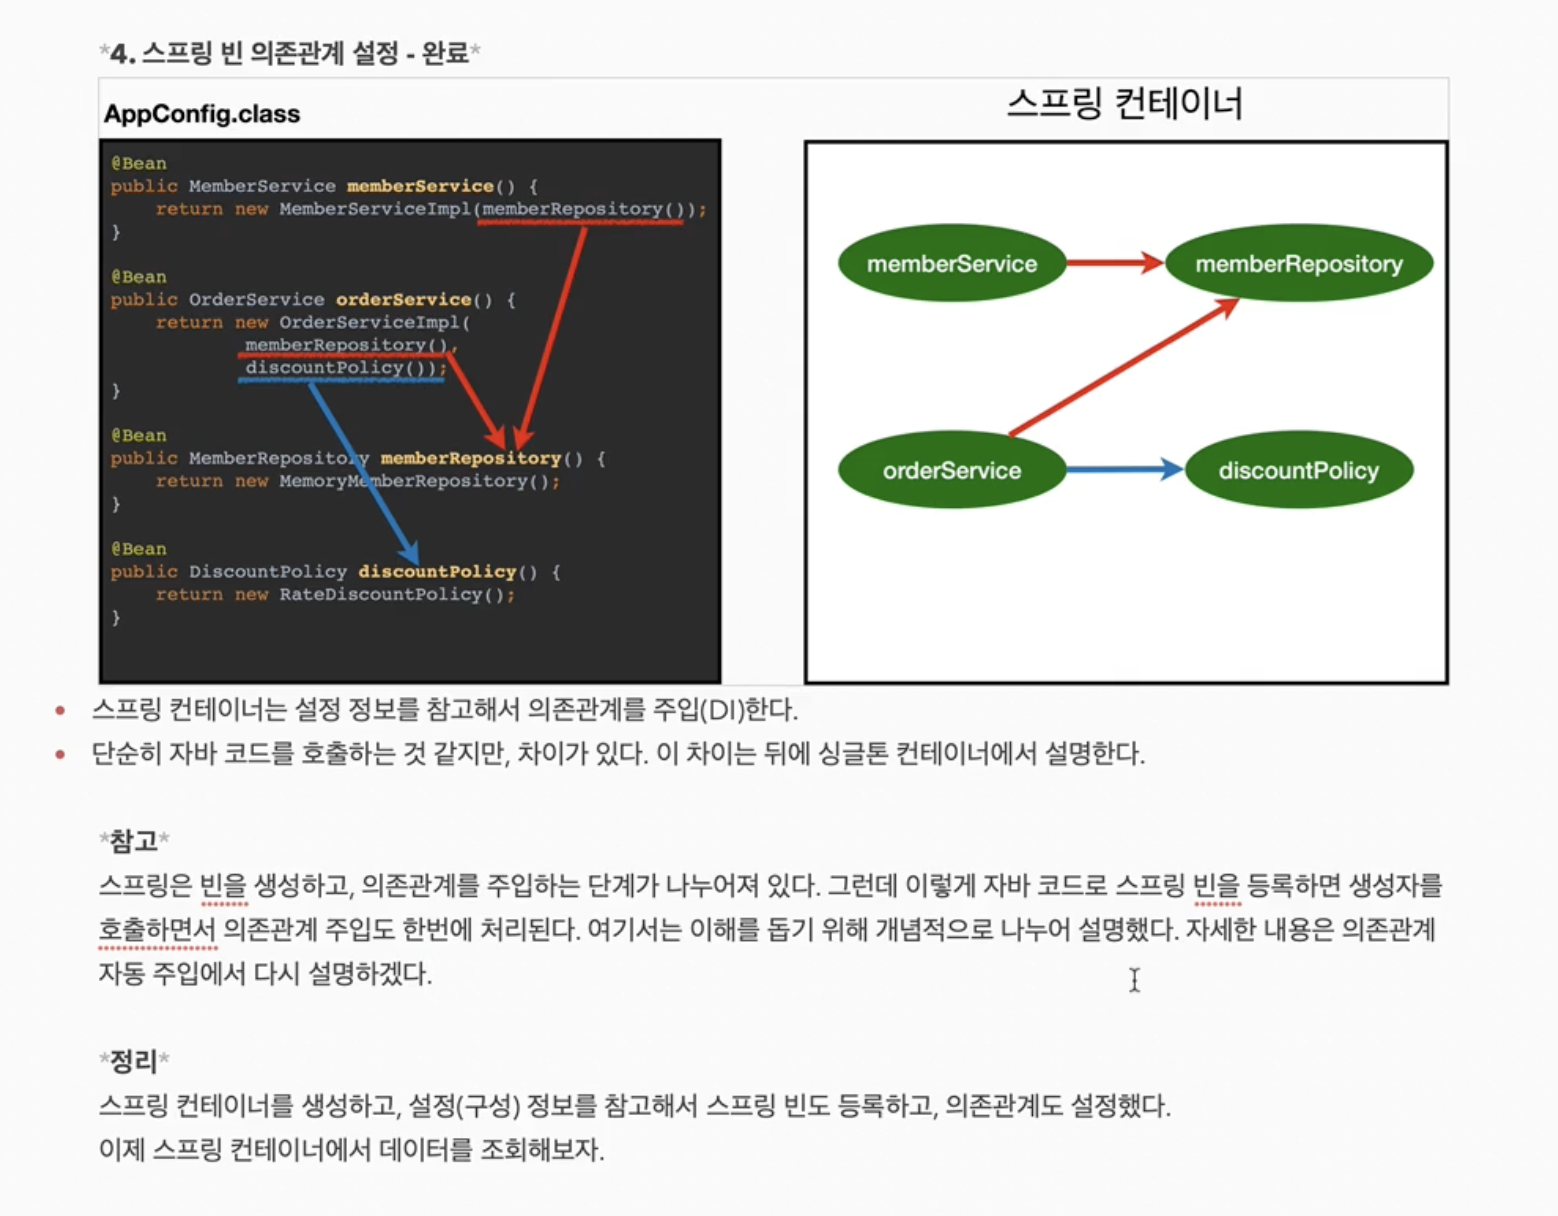 *4. 스프링 빈 의존관계 설정 - 완료*
AppConfig.class
@Bean
public MemberService memberService() {
    return new MemberServiceImpl(memberRepository());
}
@Bean
public OrderService orderService() {
    return new OrderServiceImpl(
            memberRepository(),
            discountPolicy());
}
@Bean
public MemberRepository memberRepository() {
    return new MemoryMemberRepository();
}
@Bean
public DiscountPolicy discountPolicy() {
    return new RateDiscountPolicy();
}
스프링 컨테이너
memberService
memberRepository
orderService
discountPolicy
• 스프링 컨테이너는 설정 정보를 참고해서 의존관계를 주입(DI)한다.
• 단순히 자바 코드를 호출하는 것 같지만, 차이가 있다. 이 차이는 뒤에 싱글톤 컨테이너에서 설명한다.
*참고*
스프링은 빈을 생성하고, 의존관계를 주입하는 단계가 나누어져 있다. 그런데 이렇게 자바 코드로 스프링 빈을 등록하면 생성자를
호출하면서 의존관계 주입도 한번에 처리된다. 여기서는 이해를 돕기 위해 개념적으로 나누어 설명했다. 자세한 내용은 의존관계
자동 주입에서 다시 설명하겠다.
*정리*
스프링 컨테이너를 생성하고, 설정(구성) 정보를 참고해서 스프링 빈도 등록하고, 의존관계도 설정했다.
이제 스프링 컨테이너에서 데이터를 조회해보자.